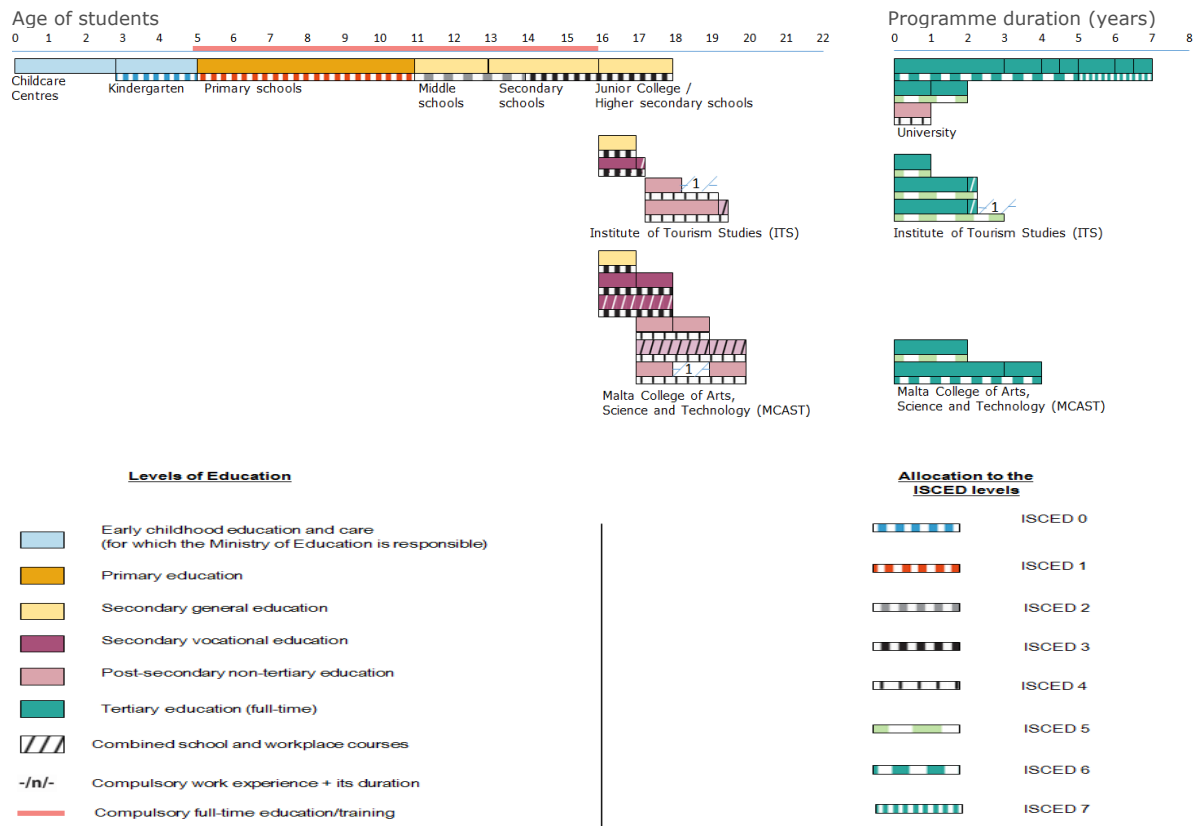 Age of students
Programme duration (years)
0 1 2 3 4 5 6 7 8 9 10 11 12 13 14 15 16 17 18 19 20 21 22
0 1 2 3 4 5 6 7 8
Childcare
Centres
Kindergarten
Primary schools
Middle
schools
Secondary
schools
Junior College /
Higher secondary schools
University
1
Institute of Tourism Studies (ITS)
1
Institute of Tourism Studies (ITS)
1
Malta College of Arts,
Science and Technology (MCAST)
Malta College of Arts,
Science and Technology (MCAST)
Levels of Education
Early childhood education and care
(for which the Ministry of Education is responsible)
Primary education
Secondary general education
Secondary vocational education
Post-secondary non-tertiary education
Tertiary education (full-time)
Combined school and workplace courses
-/n/- Compulsory work experience + its duration
Compulsory full-time education/training
Allocation to the
ISCED levels
ISCED 0
ISCED 1
ISCED 2
ISCED 3
ISCED 4
ISCED 5
ISCED 6
ISCED 7